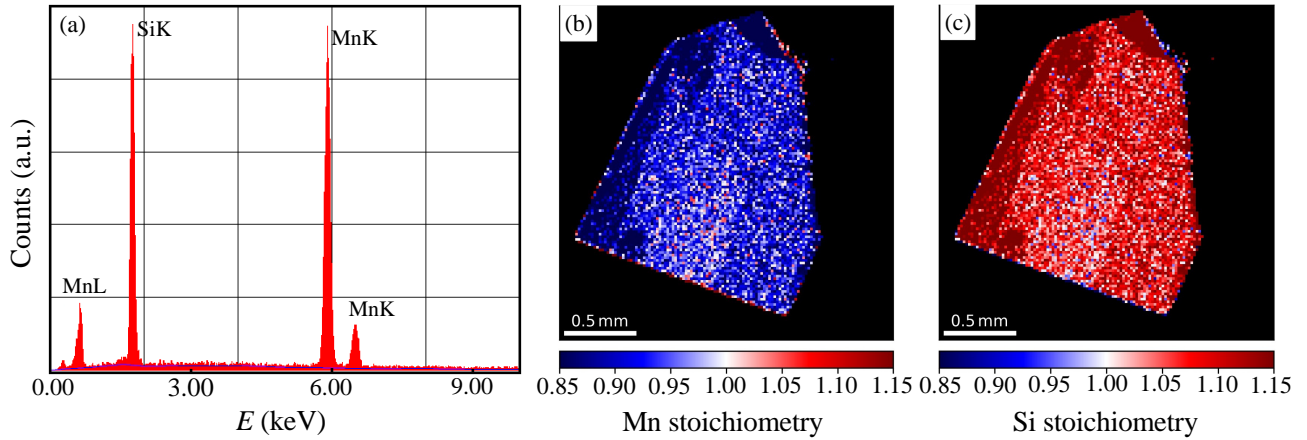 (a)
SiK
MnK
MnL
MnK
Counts (a.u.)
0.00 3.00 6.00 9.00
E (keV)
(b)
0.5 mm
0.85 0.90 0.95 1.00 1.05 1.10 1.15
Mn stoichiometry
(c)
0.5 mm
0.85 0.90 0.95 1.00 1.05 1.10 1.15
Si stoichiometry